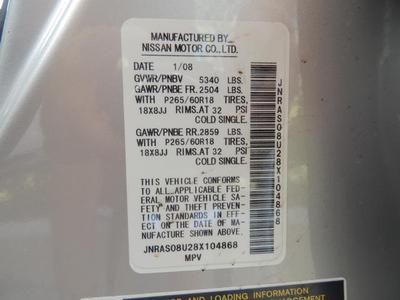 MANUFACTURED BY
NISSAN MOTOR CO., LTD.
DATE 1/08
GVWR/PNBV 5340 LBS.
GAWR/PNBE FR. 2504 LBS.
WITH P265/60R18 TIRES,
18X8JJ RIMS. AT 32 PSI
COLD SINGLE.
GAWR/PNBE RR. 2859 LBS.
WITH P265/60R18 TIRES,
18X8JJ RIMS. AT 32 PSI
COLD SINGLE.
THIS VEHICLE CONFORMS
TO ALL APPLICABLE FED-
ERAL MOTOR VEHICLE SA-
FETY AND THEFT PREVEN-
TION STANDARDS IN EFF-
ECT ON THE DATE OF MA-
NUFACTURE SHOWN ABOVE.
JNRAS08U28X104868
MPV
JNRAS08U28X104868
AND LOADING INFORMATION
CHARGEMENT